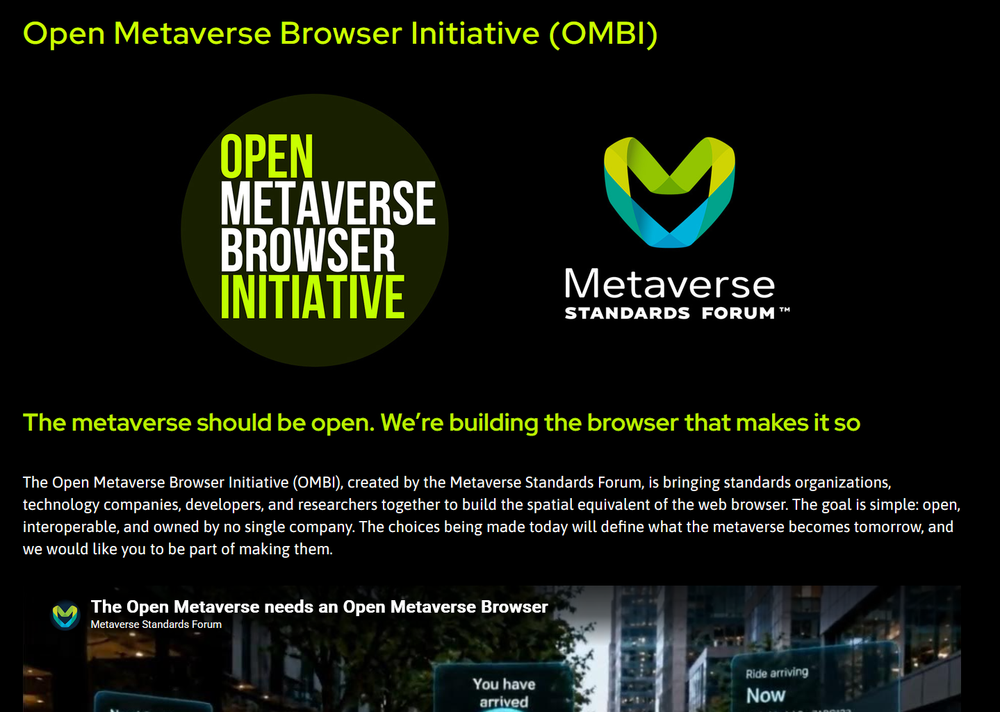 Open Metaverse Browser Initiative (OMBI)
OPEN
METAVERSE
BROWSER
INITIATIVE
Metaverse
STANDARDS FORUM™
The metaverse should be open. We’re building the browser that makes it so
The Open Metaverse Browser Initiative (OMBI), created by the Metaverse Standards Forum, is bringing standards organizations,
technology companies, developers, and researchers together to build the spatial equivalent of the web browser. The goal is simple: open,
interoperable, and owned by no single company. The choices being made today will define what the metaverse becomes tomorrow, and
we would like you to be part of making them.
The Open Metaverse needs an Open Metaverse Browser
Metaverse Standards Forum
You have
arrived
Ride arriving
Now